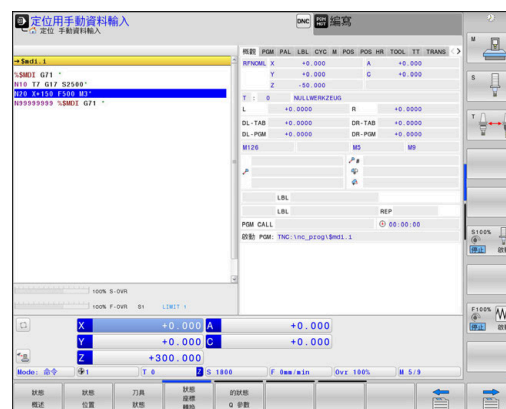 定位用手動資料輸入
定位 手動資料輸入
DNC
編寫
→$mdi.i
%$MDI G71 *
N10 T7 G17 S2500*
N20 X+150 F500 M3*
N99999999 %$MDI G71 *
100% S-OVR
100% F-OVR S1 LIMIT 1
概觀 PGM PAL LBL CYC M POS POS HR TOOL TT TRANS
RFNOML X +0.000 A +0.000
Y +0.000 C +0.000
Z -50.000
T : 0 NULLWERKZEUG
L +0.0000 R +0.0000
DL-TAB +0.0000 DR-TAB +0.0000
DL-PGM +0.0000 DR-PGM +0.0000
M126 M5 M9
LBL
LBL REP
PGM CALL 00:00:00
啟動 PGM: TNC:\nc_prog\$mdi.i
X +0.000 A +0.000
Y +0.000 C +0.000
Z +300.000
Mode: 命令 1 T 0 Z S 1800 F 0mm/min Ovr 100% M 5/9
狀態 概述
狀態 位置
刀具 狀態
狀態 座標 轉換
的狀態 Q 參數
M
S
T
S100%
停止 啟
F100%
停止 啟